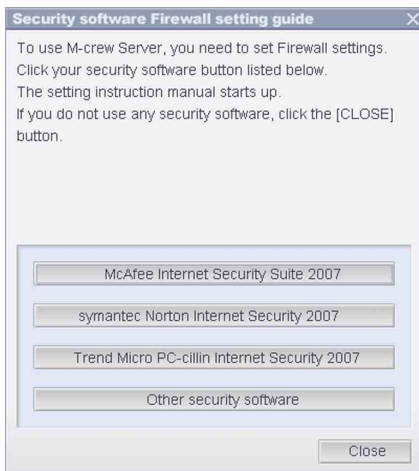 Security software Firewall setting guide
To use M-crew Server, you need to set Firewall settings.
Click your security software button listed below.
The setting instruction manual starts up.
If you do not use any security software, click the [CLOSE]
button.
McAfee Internet Security Suite 2007
symantec Norton Internet Security 2007
Trend Micro PC-cillin Internet Security 2007
Other security software
Close